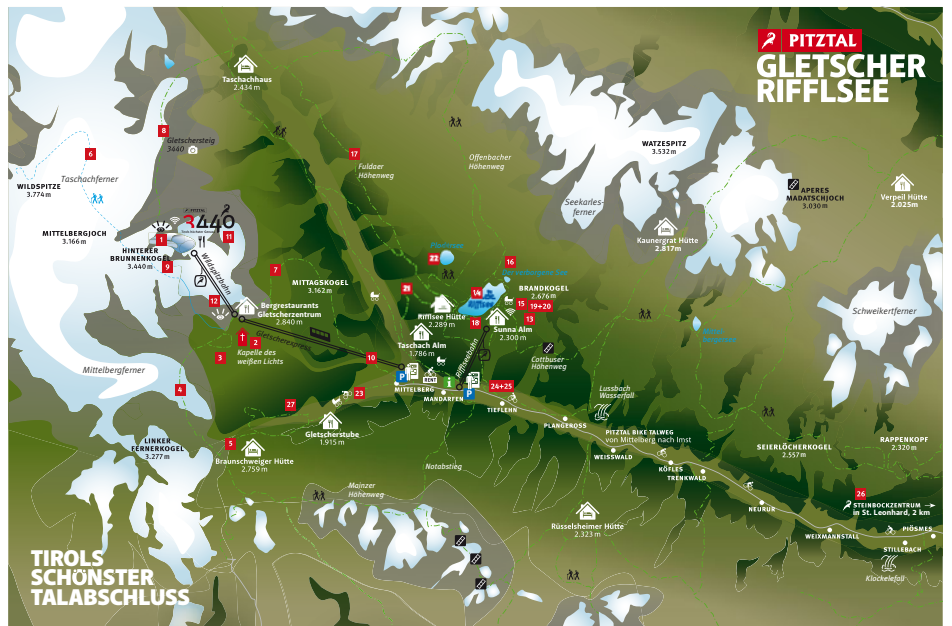 PITZTAL
GLETSCHER
RIFFLSEE
Taschachhaus
2.434 m
8
Gletschersteig
3440
6
Taschachferner
WILDSPITZE
3.774 m
17
Fuldaer
Höhenweg
Offenbacher
Höhenweg
WATZESPITZ
3.532 m
APERES
MADATSCHJOCH
3.030 m
Verpeil Hütte
2.025m
Seekarles-
ferner
Kaunergrat Hütte
2.817 m
3440
MITTELBERGJOCH
3.166 m
1
11
HINTERER
BRUNNENKOGEL
3.440 m
9
Wildspitzbahn
7
22
16
MITTAGSKOGEL
3.162 m
21
14
BRANDKOGEL
2.676 m
15
19+20
12
Bergrestaurants
Gletscherzentrum
2.840 m
Rifflsee Hütte
2.289 m
18
13
Sunna Alm
2.300 m
Schweikertferner
2
Gletscherexpress
Kapelle des
weißen Lichts
3
Taschach Alm
1.786 m
10
Rifflseebahn
Cottbuser-
Höhenweg
Mittelbergferner
4
P
RENT
P
MITTELBERG
MANDARFEN
24+25
TIEFLEHN
Lussbach
Wasserfall
23
27
Gletscherstube
1.915 m
PLANGEROSS
PITZTAL BIKE TALWEG
von Mittelberg nach Imst
WEISSWALD
LINKER
FERNERKOGEL
3.277 m
5
Braunschweiger Hütte
2.759 m
Notabstieg
KÖFLES
TRENKWALD
SEIERLÖCHERKOGEL
2.557 m
RAPPENKOPF
2.320 m
Mainzer
Höhenweg
NEURUR
26
STEINBOCKZENTRUM
in St. Leonhard, 2 km
Rüsselsheimer Hütte
2.323 m
WEIXMANNSTALL
PIÖSMES
STILLEBACH
Klockelefall
TIROLS
SCHÖNSTER
TALABSCHLUSS